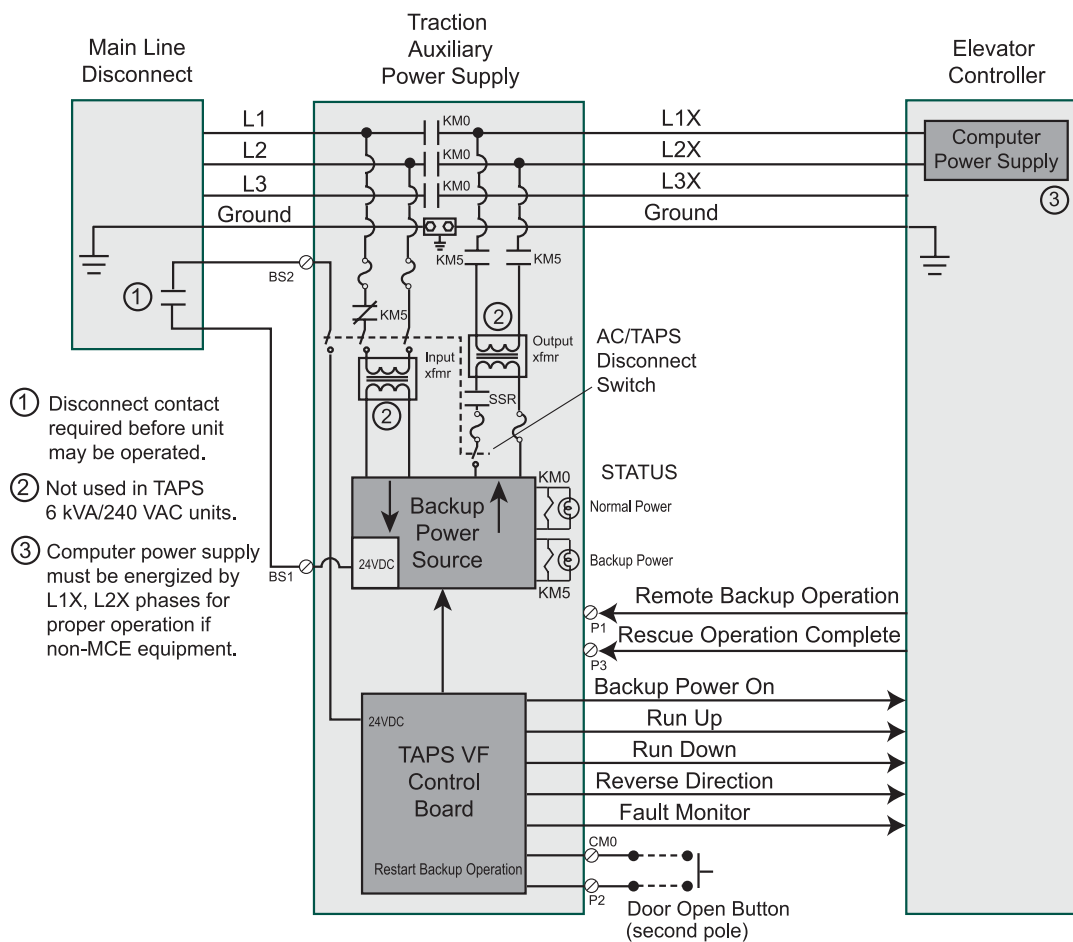 Main Line
Disconnect
Traction
Auxiliary
Power Supply
Elevator
Controller
L1
KM0
L1X
L2
KM0
L2X
L3
KM0
L3X
Ground
Ground
Computer
Power Supply
3
BS2
KM5
KM5
1
KM5
2
Input
xfmr
Output
xfmr
2
SSR
AC/TAPS
Disconnect
Switch
1 Disconnect contact
required before unit
may be operated.
2 Not used in TAPS
6 kVA/240 VAC units.
3 Computer power supply
must be energized by
L1X, L2X phases for
proper operation if
non-MCE equipment.
BS1
24VDC
Backup
Power
Source
KM0
STATUS
Normal Power
Backup Power
KM5
Remote Backup Operation
P1
Rescue Operation Complete
P3
Backup Power On
Run Up
Run Down
Reverse Direction
Fault Monitor
24VDC
TAPS VF
Control
Board
Restart Backup Operation
CM0
P2
Door Open Button
(second pole)